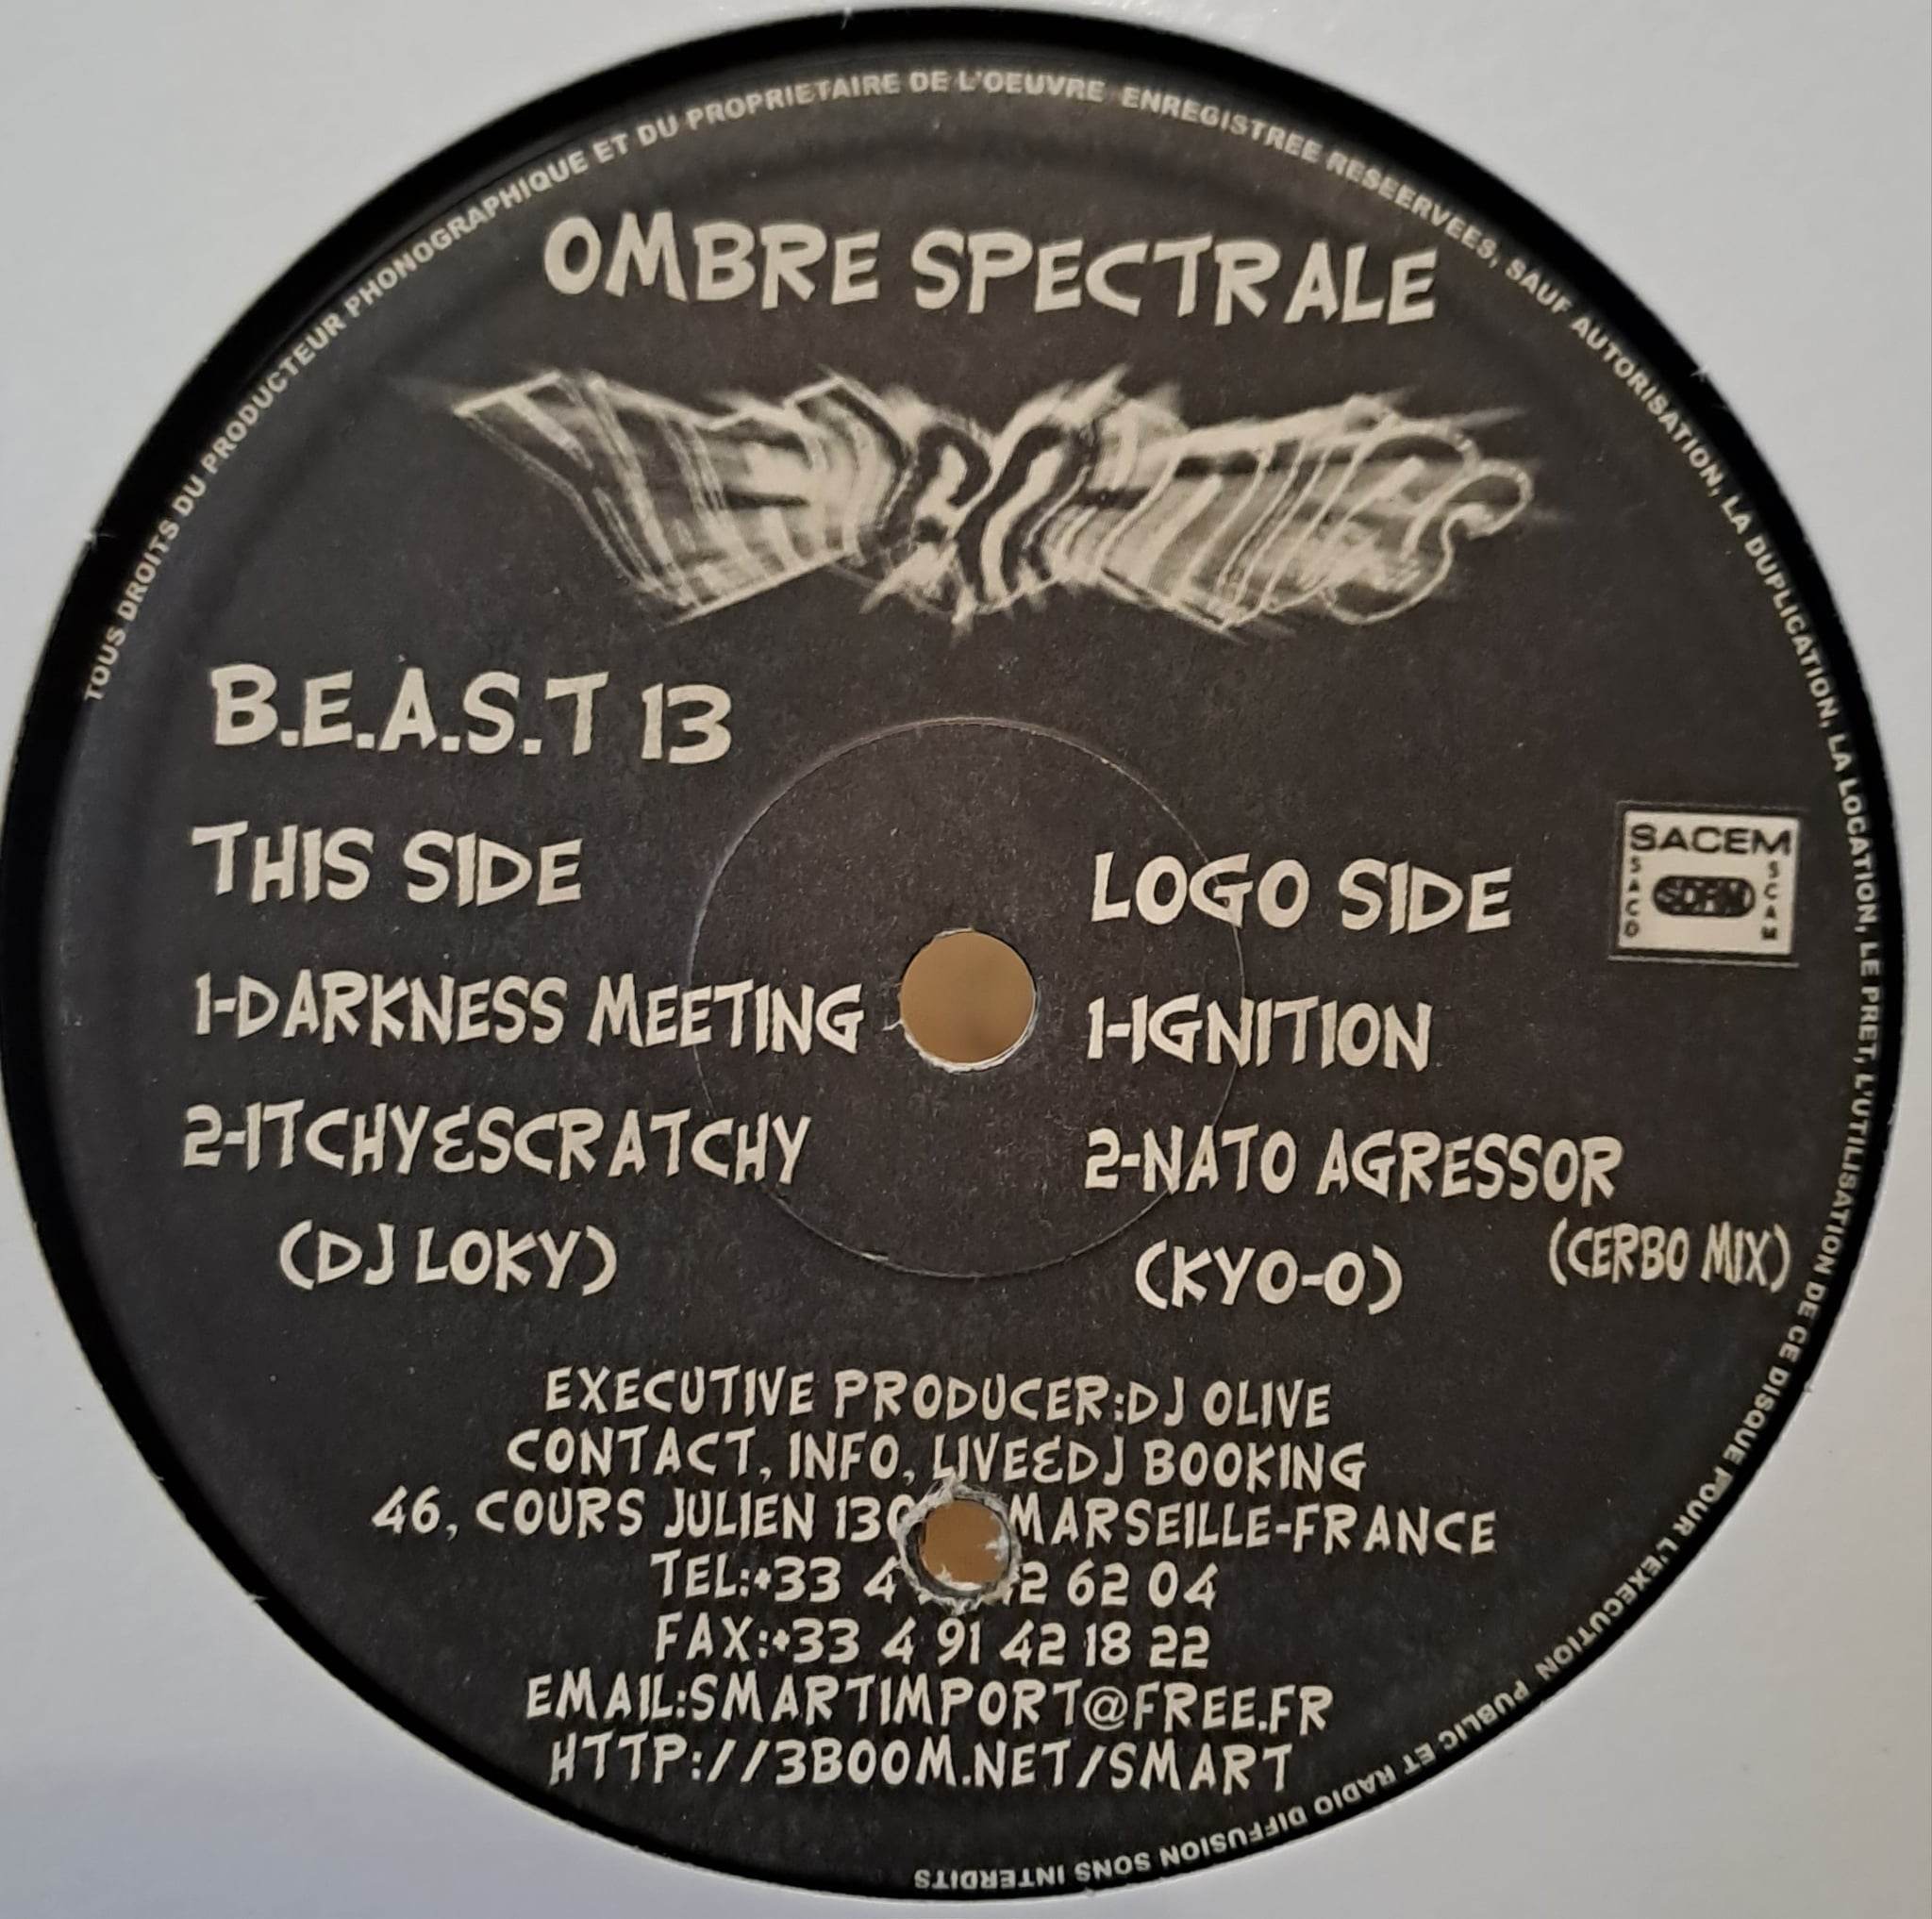 TOUS DROITS DU PRODUCTEUR PHONOGRAPHIQUE ET DU PROPRIETAIRE DE L'OEUVRE ENREGISTREE RESEERVEES, SAUF AUTORISATION, LA DUPLICATION, LA LOCATION, LE PRET, L'UTILISATION DE CE DISQUE POUR L'EXECUTION PUBLIC ET RADIO DIFFUSION SONS INTERDITS
OMBRE SPECTRALE
B.E.A.S.T 13
THIS SIDE
1-DARKNESS MEETING
2-ITCHY&SCRATCHY
(DJ LOKY)
LOGO SIDE
1-IGNITION
2-NATO AGRESSOR
(CERBO MIX)
(KYO-O)
SACEM
SACD
SDRM
SCAM
EXECUTIVE PRODUCER:DJ OLIVE
CONTACT, INFO, LIVE&DJ BOOKING
46, COURS JULIEN MARSEILLE-FRANCE
TEL:+33 4 62 04
FAX:+33 4 91 42 18 22
EMAIL:SMARTIMPORT@FREE.FR
HTTP://3BOOM.NET/SMART